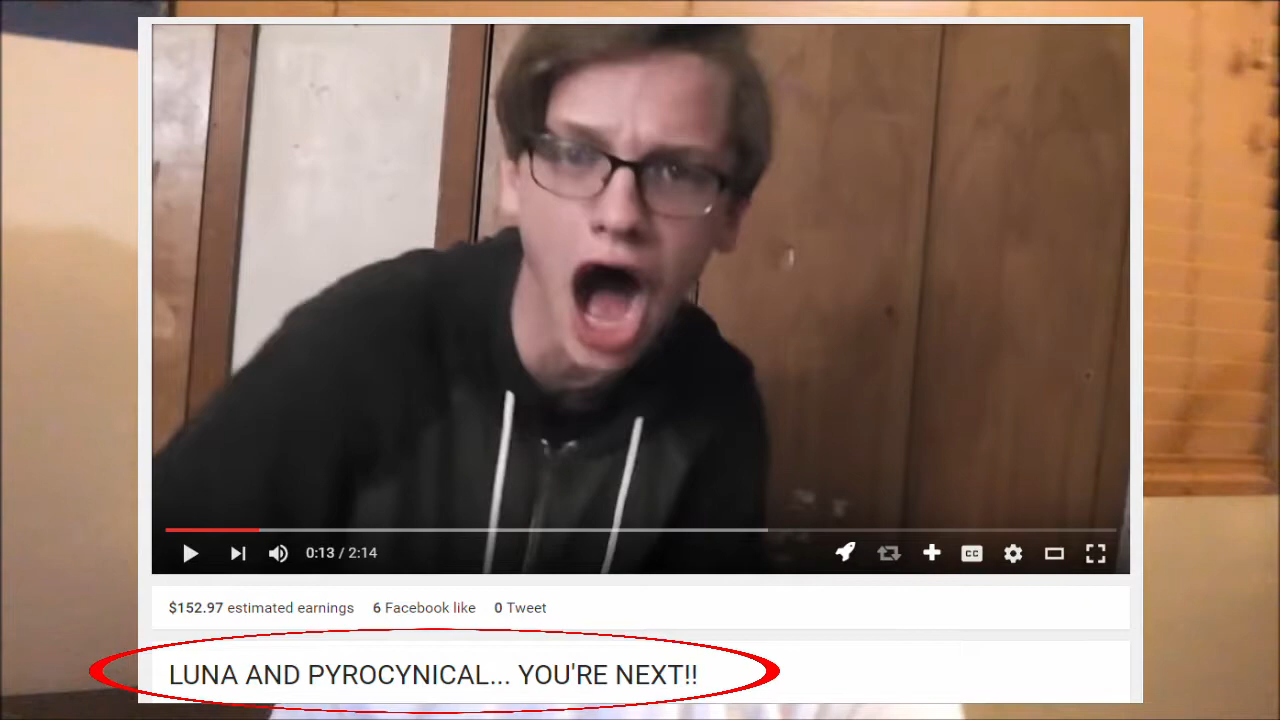 0:13 / 2:14
CC
$152.97 estimated earnings 6 Facebook like 0 Tweet
LUNA AND PYROCYNICAL... YOU'RE NEXT!!